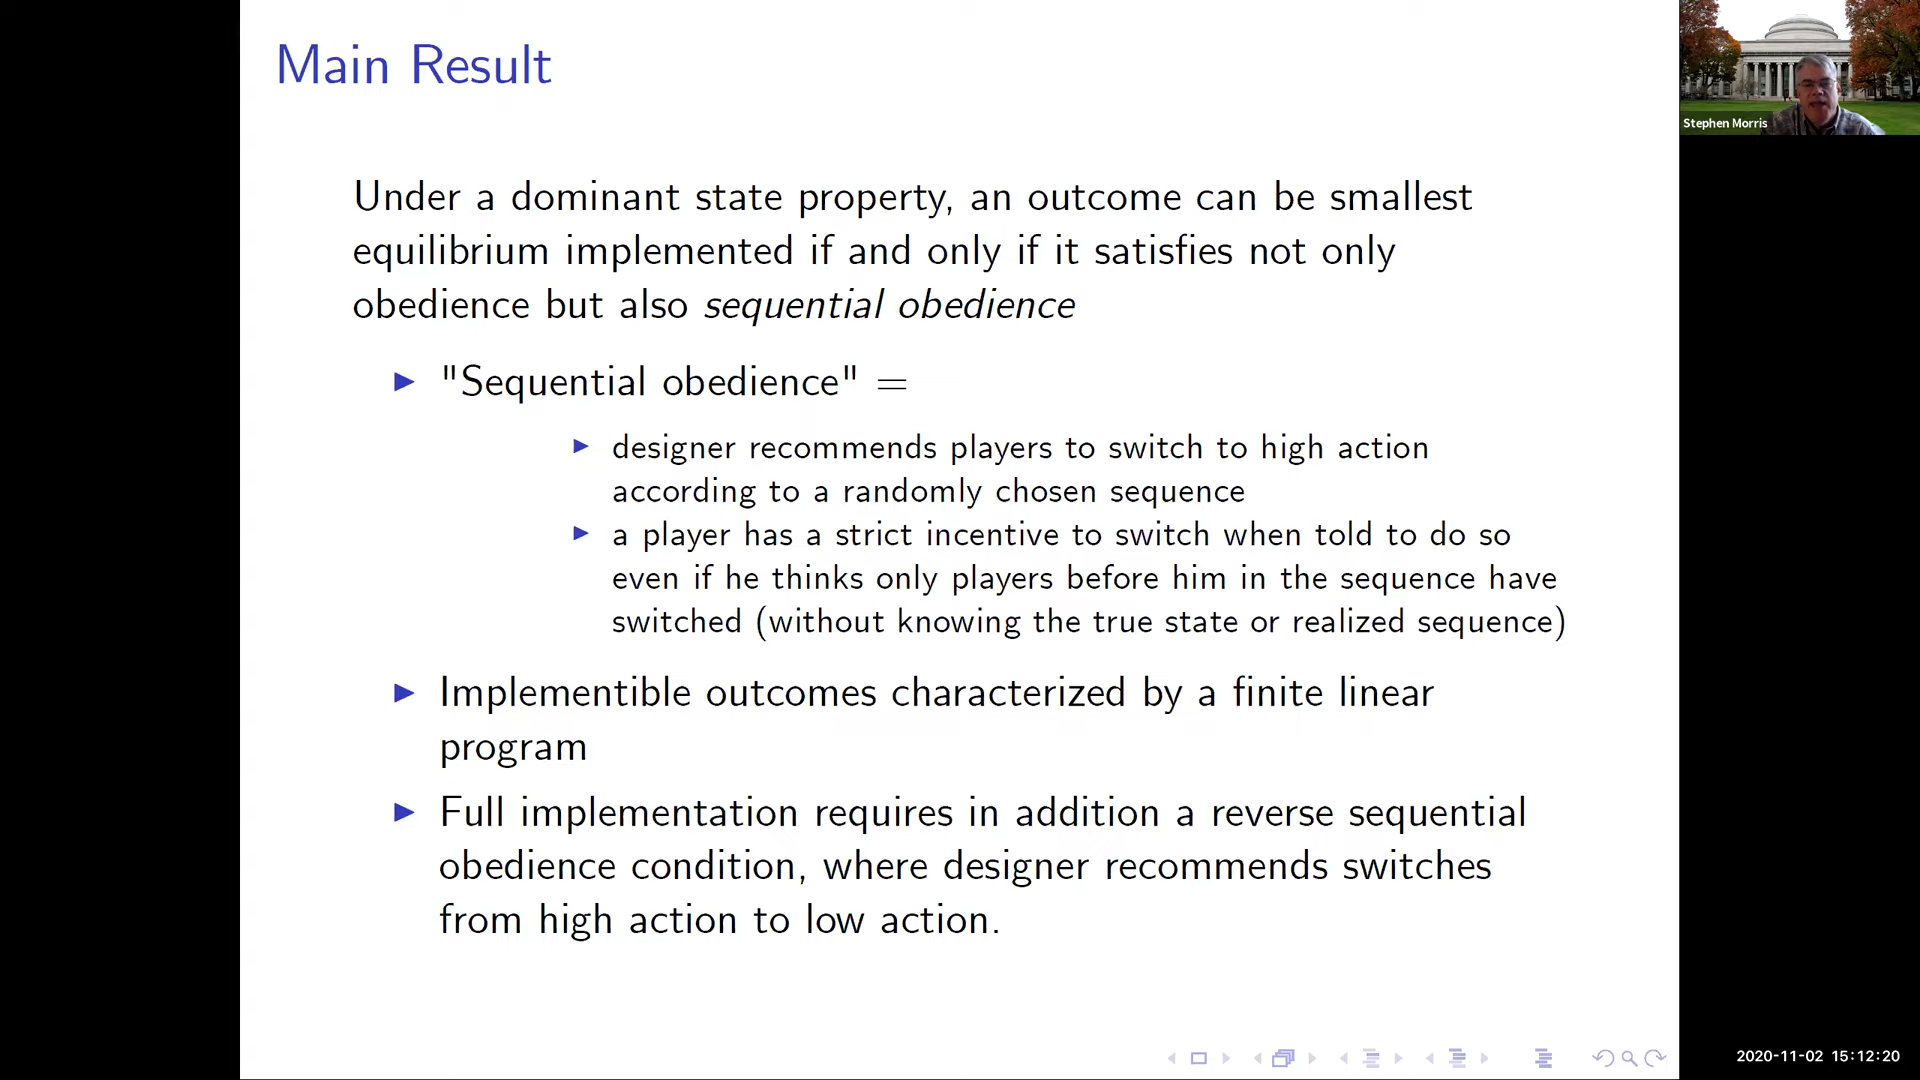 Main Result
Under a dominant state property, an outcome can be smallest
equilibrium implemented if and only if it satisfies not only
obedience but also sequential obedience
"Sequential obedience" =
designer recommends players to switch to high action
according to a randomly chosen sequence
a player has a strict incentive to switch when told to do so
even if he thinks only players before him in the sequence have
switched (without knowing the true state or realized sequence)
Implementible outcomes characterized by a finite linear
program
Full implementation requires in addition a reverse sequential
obedience condition, where designer recommends switches
from high action to low action.
Stephen Morris
2020-11-02 15:12:20